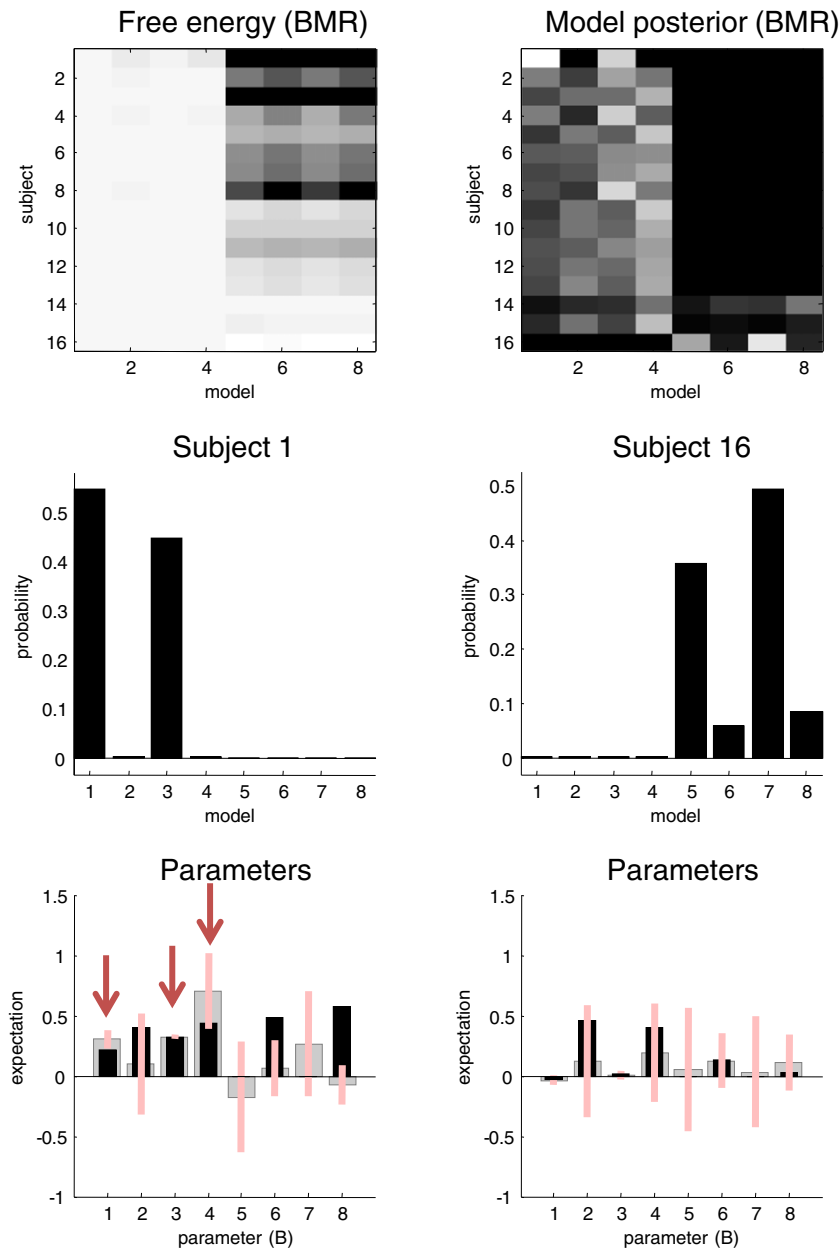 Free energy (BMR)
subject
2
4
6
8
10
12
14
16
2 4 6 8
model
Model posterior (BMR)
subject
2
4
6
8
10
12
14
16
2 4 6 8
model
Subject 1
probability
0.5
0.4
0.3
0.2
0.1
0
1 2 3 4 5 6 7 8
model
Subject 16
probability
0.5
0.4
0.3
0.2
0.1
0
1 2 3 4 5 6 7 8
model
Parameters
expectation
1.5
1
0.5
0
-0.5
-1
1 2 3 4 5 6 7 8
parameter (B)
Parameters
expectation
1.5
1
0.5
0
-0.5
-1
1 2 3 4 5 6 7 8
parameter (B)